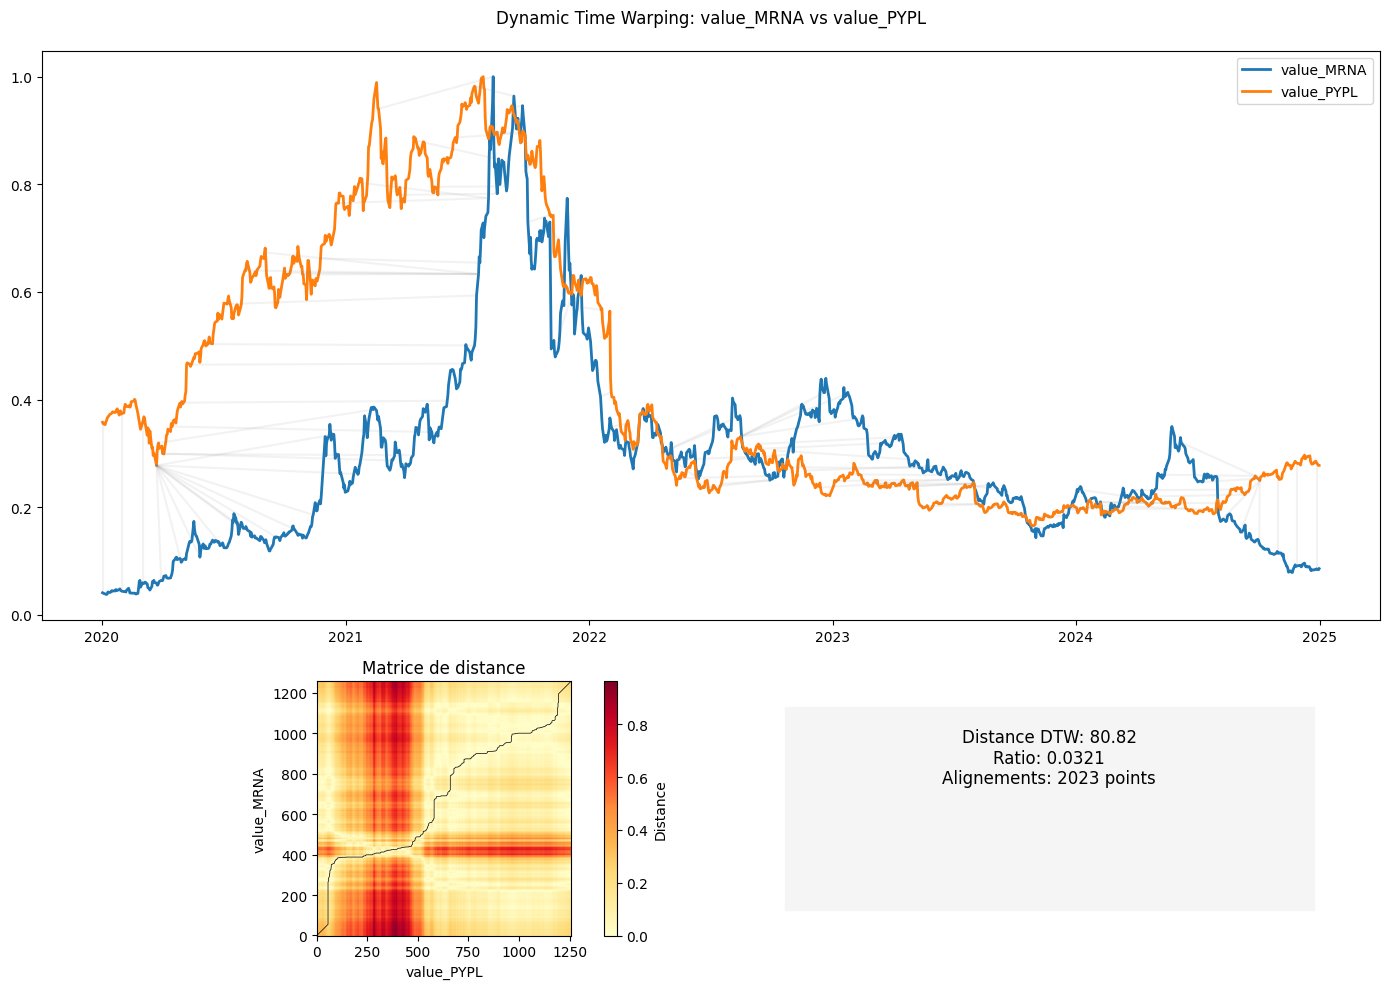 Dynamic Time Warping: value_MRNA vs value_PYPL
value_MRNA
value_PYPL
1.0
0.8
0.6
0.4
0.2
0.0
2020 2021 2022 2023 2024 2025
Matrice de distance
value_MRNA
1200
1000
800
600
400
200
0
0 250 500 750 1000 1250
value_PYPL
0.8
0.6
0.4
0.2
0.0
Distance
Distance DTW: 80.82
Ratio: 0.0321
Alignements: 2023 points